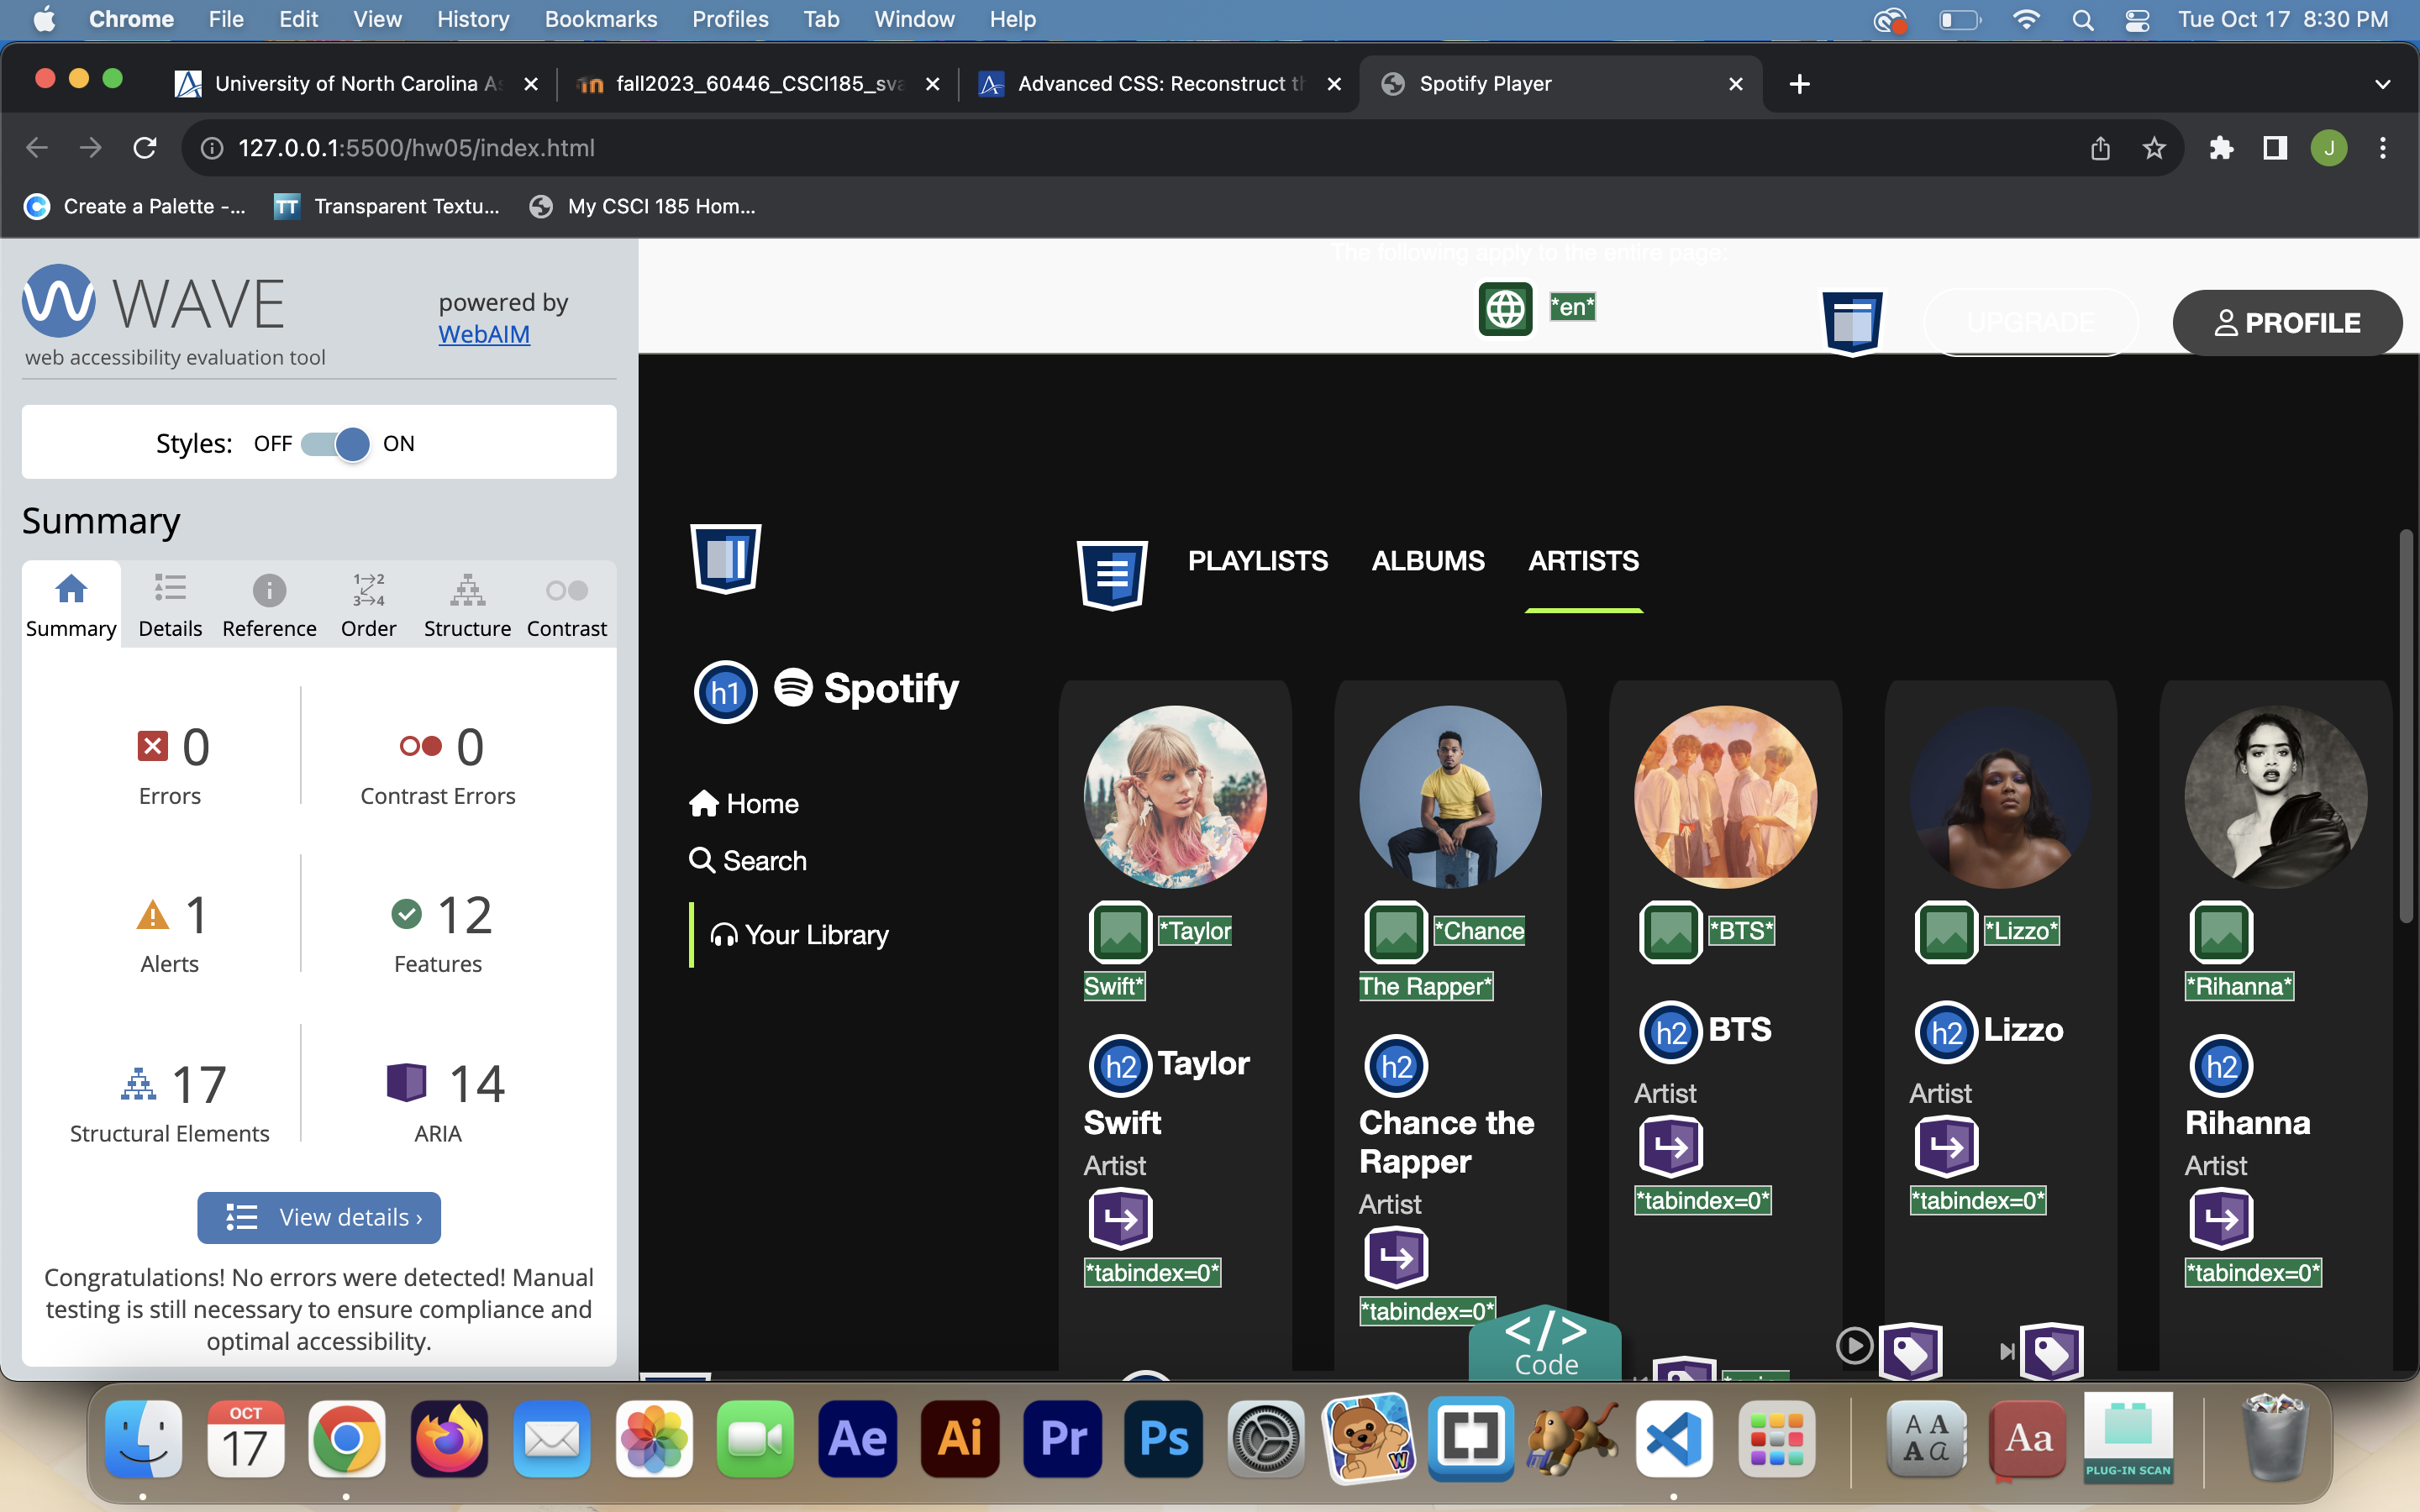 Chrome File Edit View History Bookmarks Profiles Tab Window Help Tue Oct 17 8:30 PM
University of North Carolina As fall2023_60446_CSCI185_sva Advanced CSS: Reconstruct th Spotify Player
127.0.0.1:5500/hw05/index.html J
Create a Palette -... TT Transparent Textu... My CSCI 185 Hom...
WAVE
powered by
WebAIM
web accessibility evaluation tool
Styles: OFF ON
Summary
1→2
3→4
Summary Details Reference Order Structure Contrast
0 0
Errors Contrast Errors
1 12
Alerts Features
17 14
Structural Elements ARIA
View details ›
Congratulations! No errors were detected! Manual
testing is still necessary to ensure compliance and
optimal accessibility.
The following apply to the entire page:
*en*
UPGRADE PROFILE
PLAYLISTS ALBUMS ARTISTS
h1 Spotify
Home
Search
Your Library
*Taylor
Swift*
h2 Taylor
Swift
Artist
*tabindex=0*
*Chance
The Rapper*
h2
Chance the
Rapper
Artist
*tabindex=0*
*BTS*
h2 BTS
Artist
*tabindex=0*
*Lizzo*
h2 Lizzo
Artist
*tabindex=0*
*Rihanna*
h2
Rihanna
Artist
*tabindex=0*
</>
Code
OCT
17
Ae Ai Pr Ps W
A A
A a
Aa
PLUG-IN SCAN